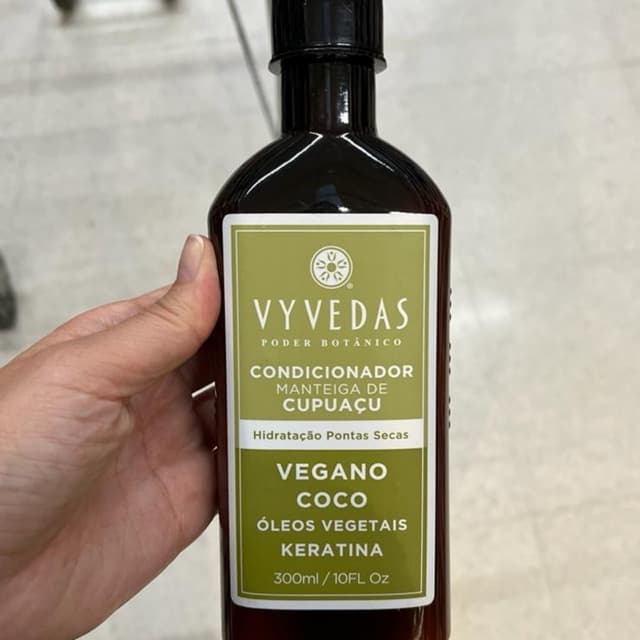 VYVEDAS
PODER BOTÂNICO
CONDICIONADOR
MANTEIGA DE
CUPUAÇU
Hidratação Pontas Secas
VEGANO
COCO
ÓLEOS VEGETAIS
KERATINA
300ml / 10FL Oz